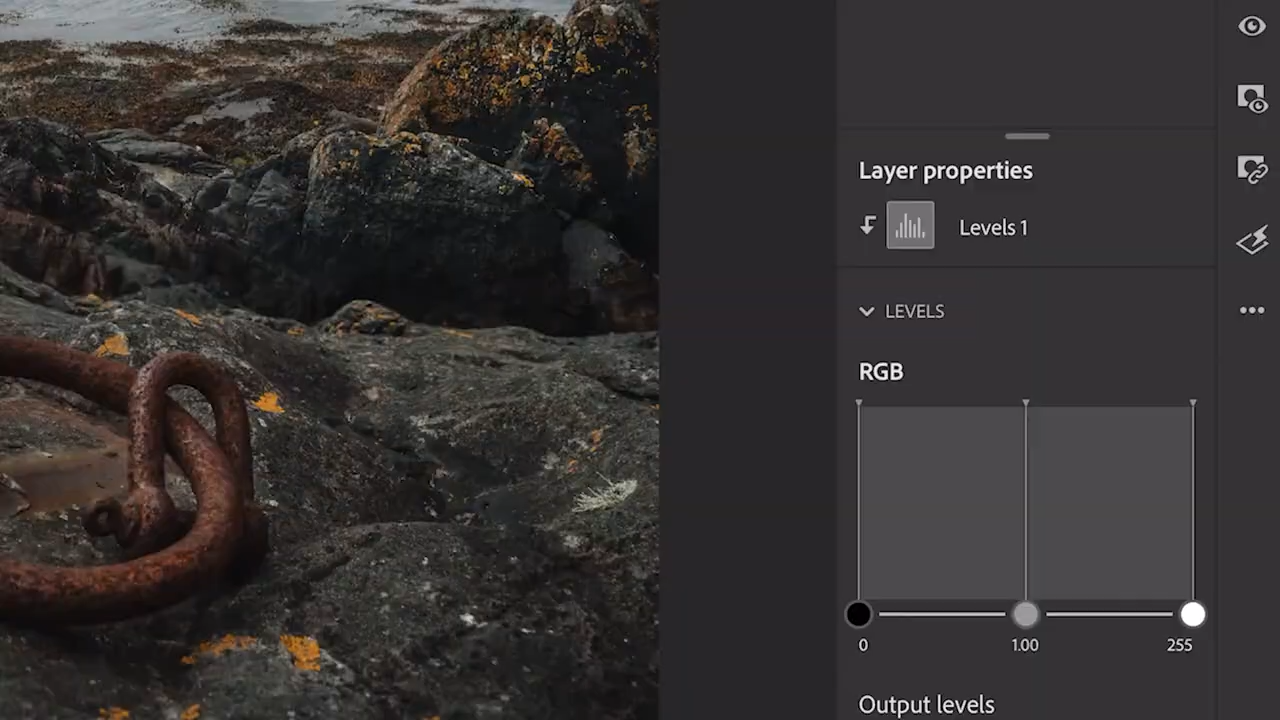 Layer properties
Levels 1
LEVELS
RGB
0 1.00 255
Output levels